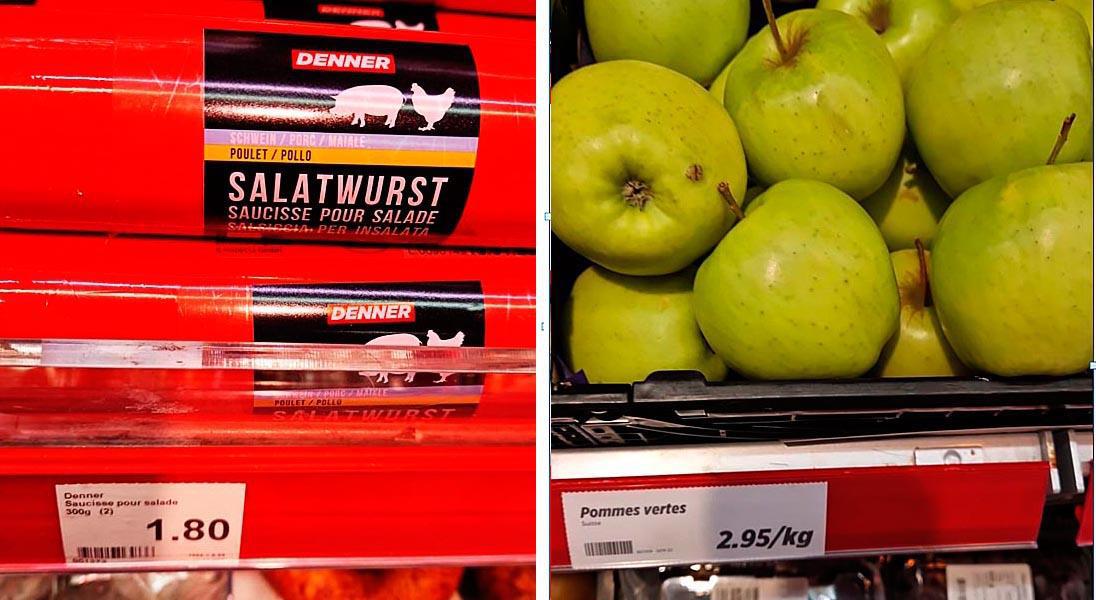 DENNER
DENNER
SCHWEIN / PORC / MAIALE
POULET / POLLO
SALATWURST
SAUCISSE POUR SALADE
SALSICCIA PER INSALATA
DENNER
SCHWEIN / PORC / MAIALE
POULET / POLLO
SALATWURST
Denner
Saucisse pour salade
300g (2)
1.80
Pommes vertes
Suisse
2.95/kg